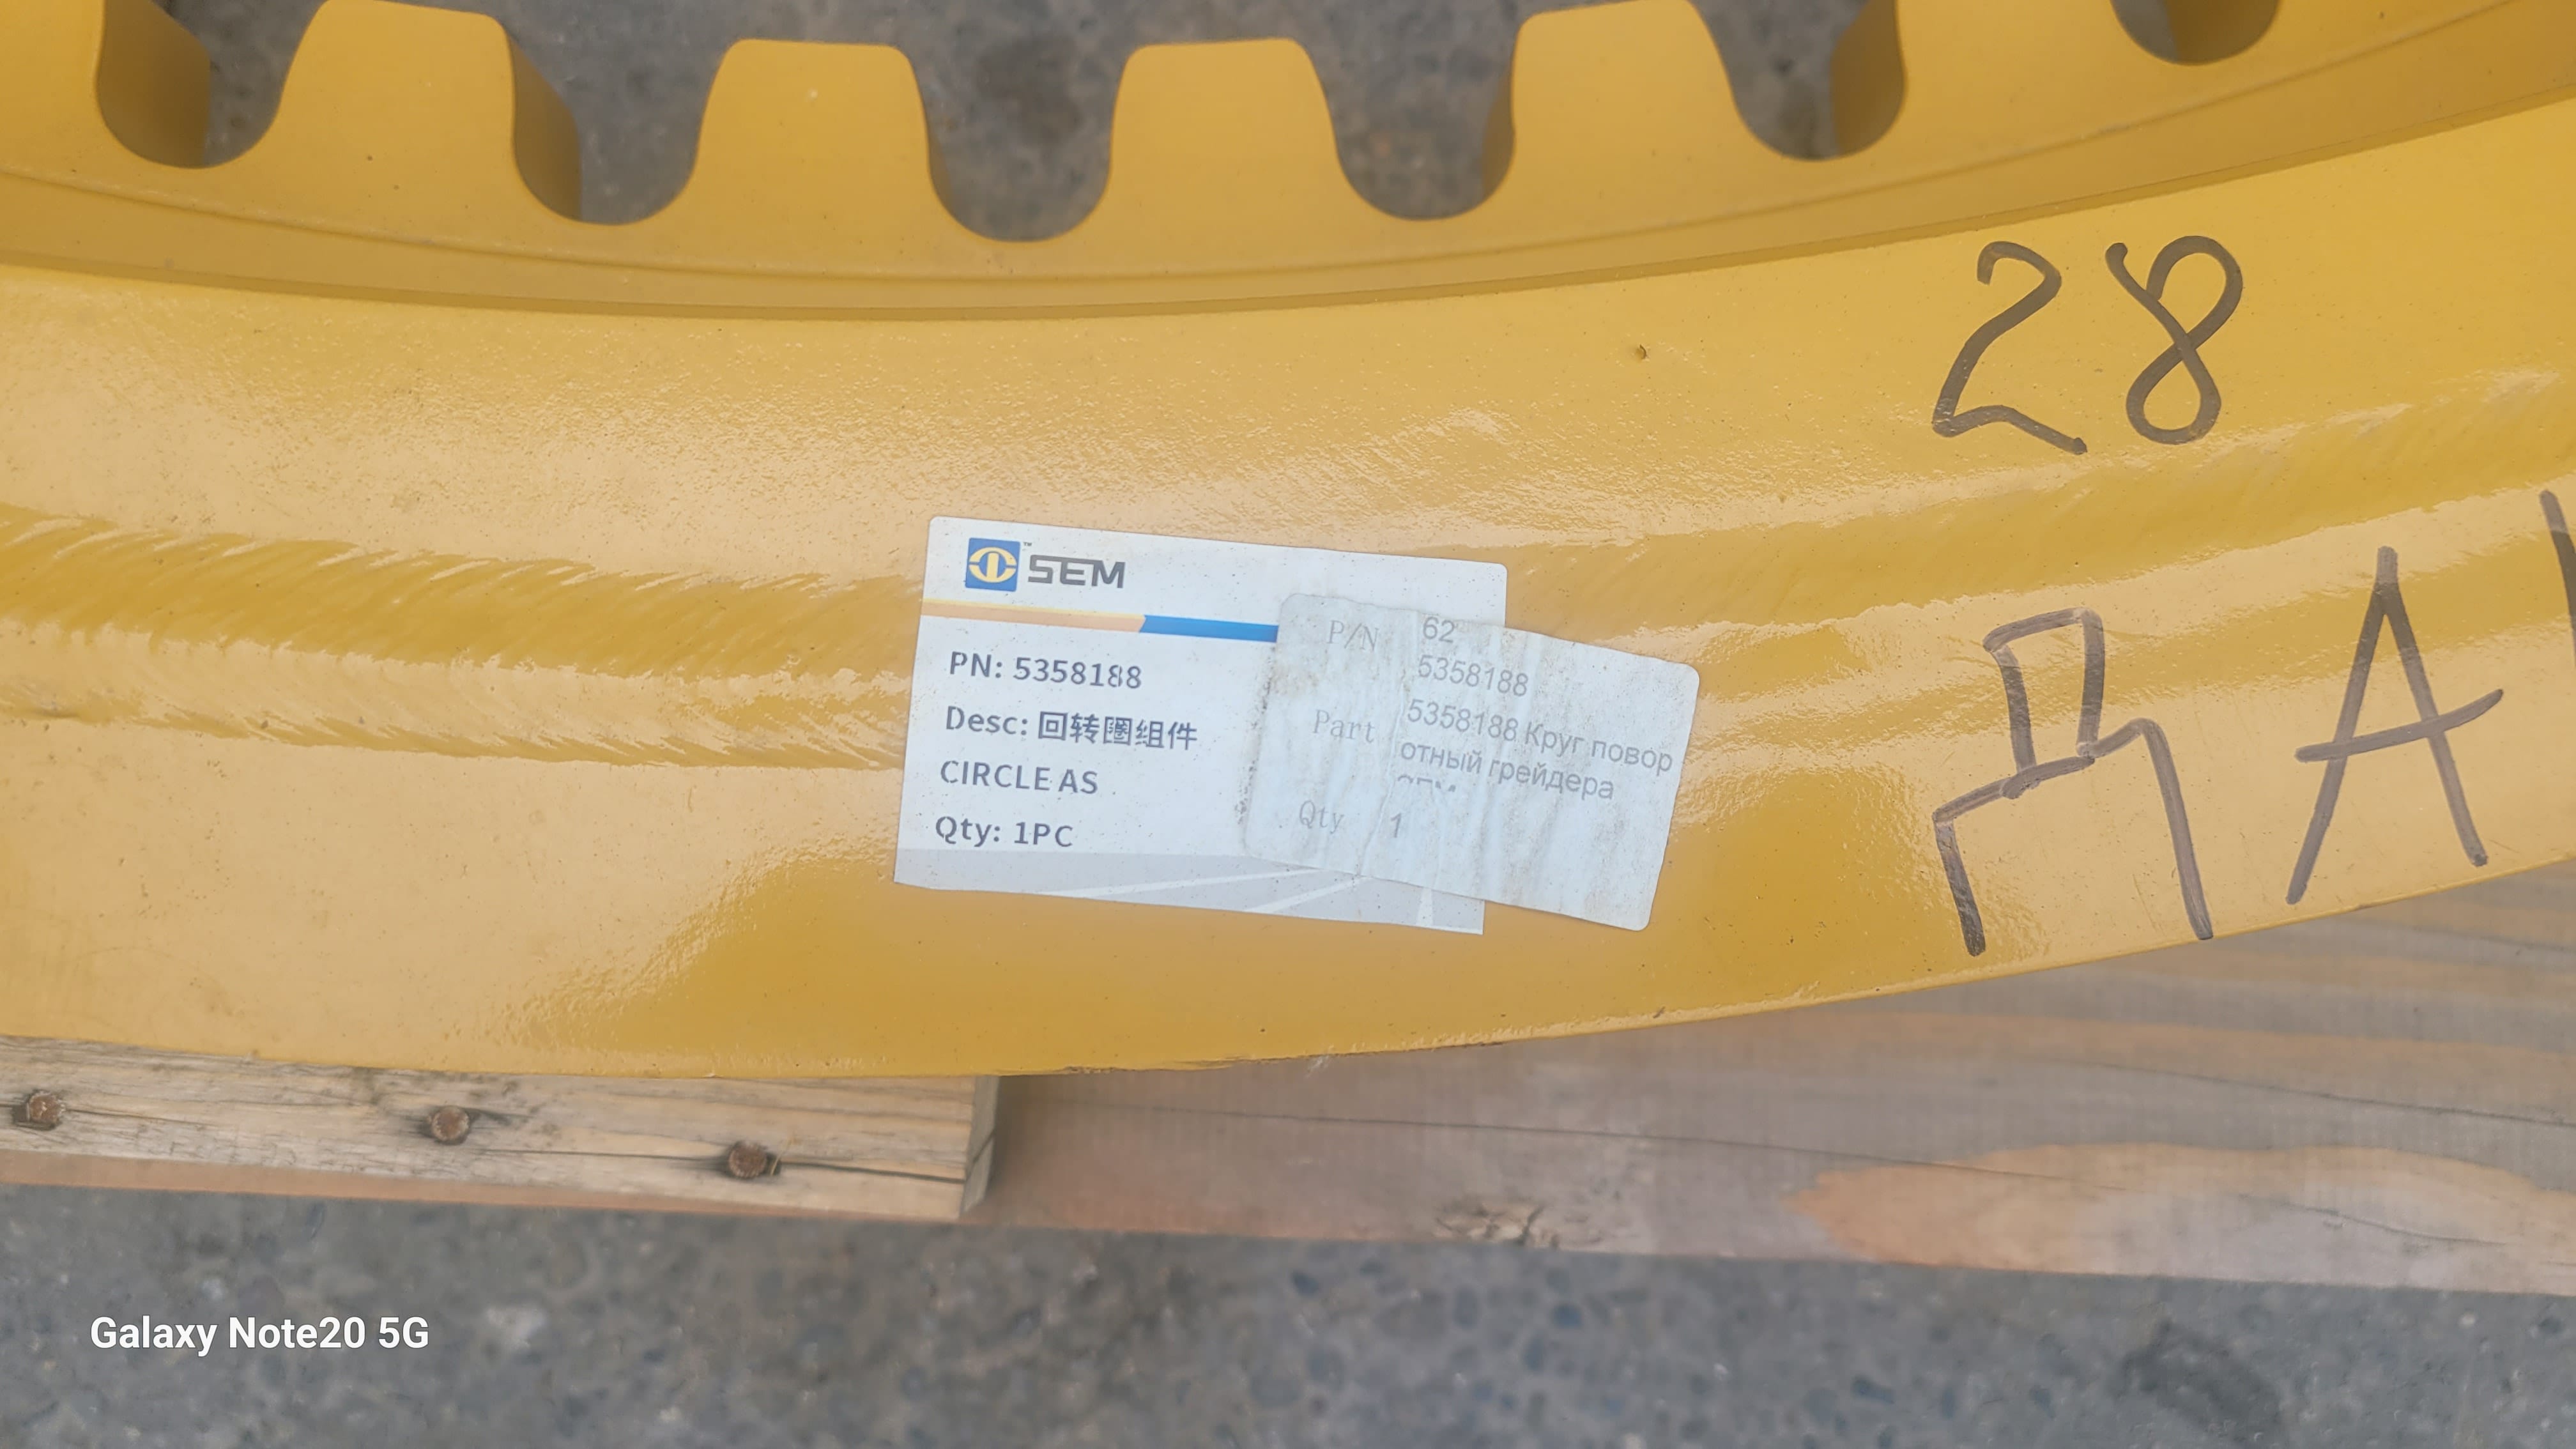 28
ДА
SEM
PN: 5358188
Desc: 回转圈组件
CIRCLE AS
Qty: 1PC
P/N 62
5358188
Part 5358188 Круг повор
отный грейдера
Qty 1
Galaxy Note20 5G